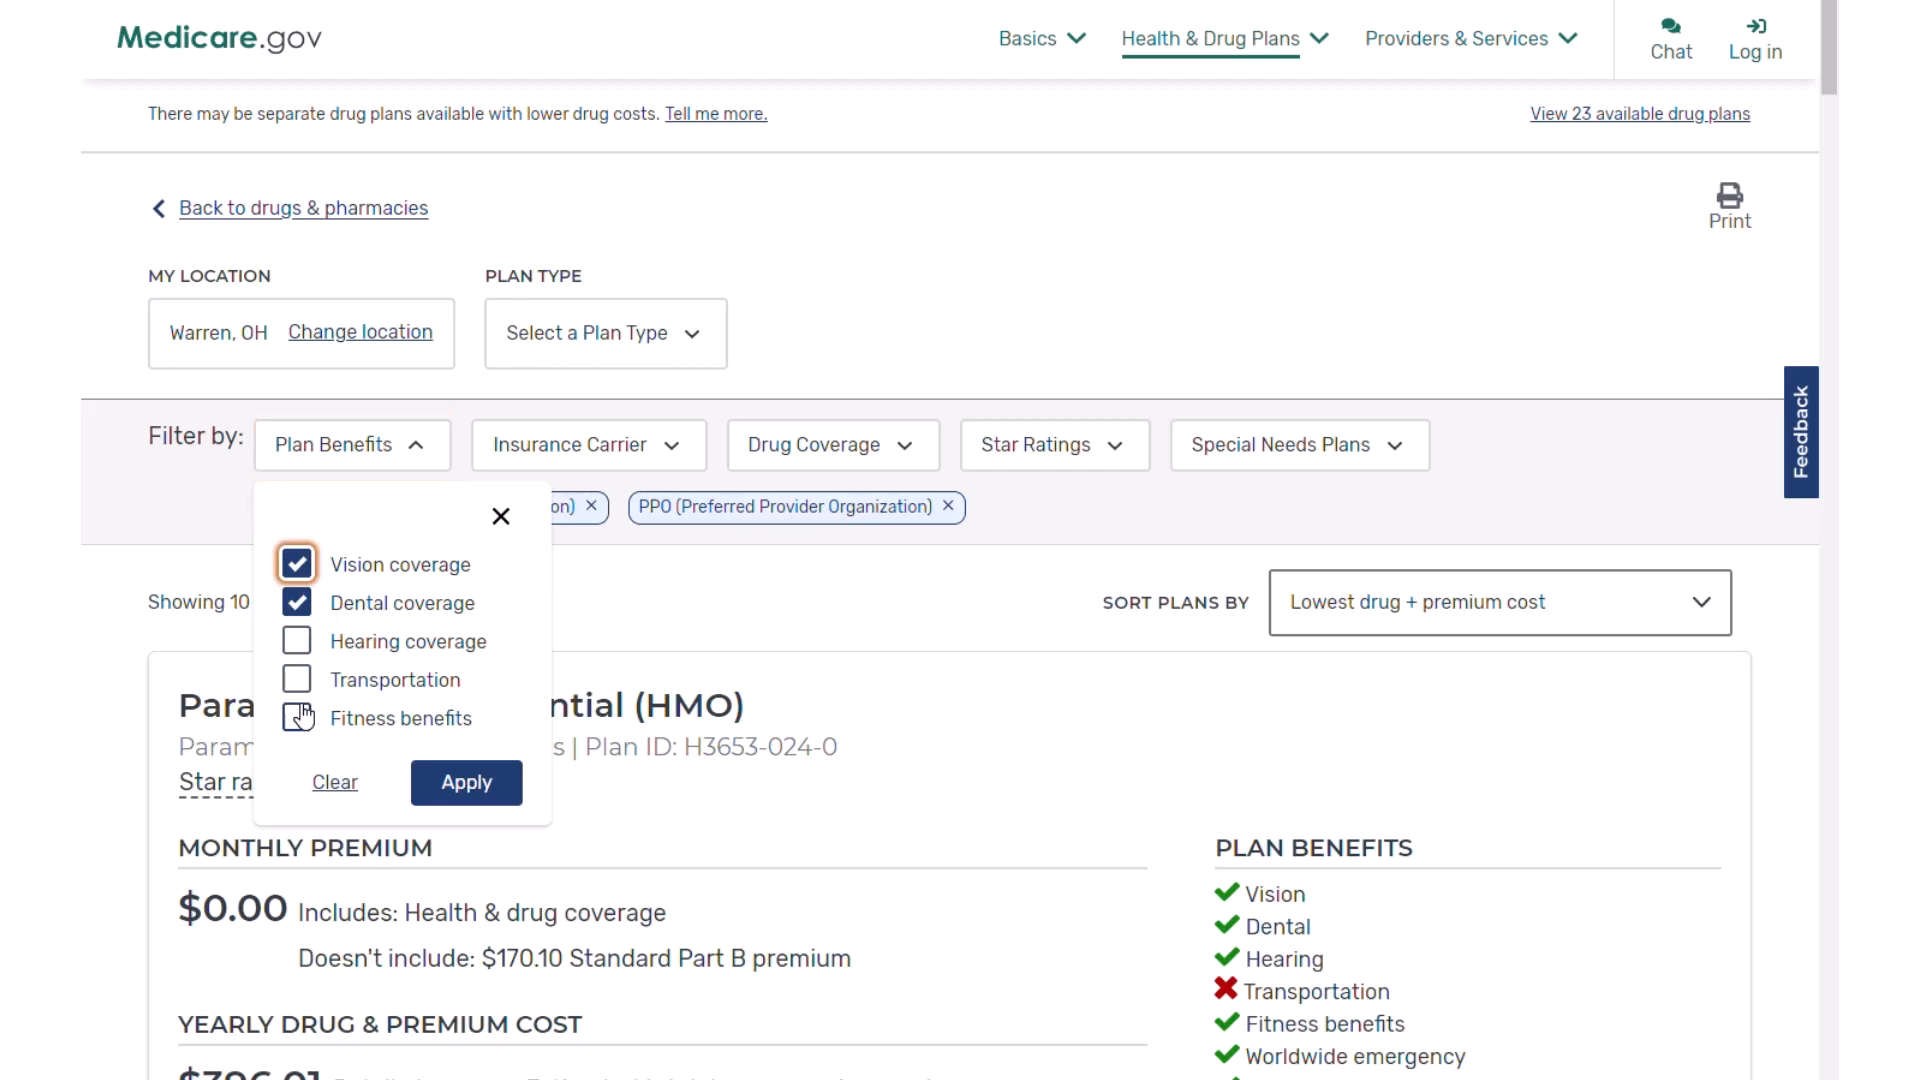 Medicare.gov
Basics
Health & Drug Plans
Providers & Services
Chat
Log in
There may be separate drug plans available with lower drug costs. Tell me more.
View 23 available drug plans
Back to drugs & pharmacies
Print
MY LOCATION
PLAN TYPE
Warren, OH Change location
Select a Plan Type
Feedback
Filter by:
Plan Benefits
Insurance Carrier
Drug Coverage
Star Ratings
Special Needs Plans
on) ×
PPO (Preferred Provider Organization) ×
Vision coverage
Dental coverage
Hearing coverage
Transportation
Fitness benefits
Clear
Apply
Showing 10
SORT PLANS BY
Lowest drug + premium cost
Para ntial (HMO)
Param s | Plan ID: H3653-024-0
Star ra
MONTHLY PREMIUM
$0.00 Includes: Health & drug coverage
Doesn't include: $170.10 Standard Part B premium
YEARLY DRUG & PREMIUM COST
PLAN BENEFITS
Vision
Dental
Hearing
Transportation
Fitness benefits
Worldwide emergency